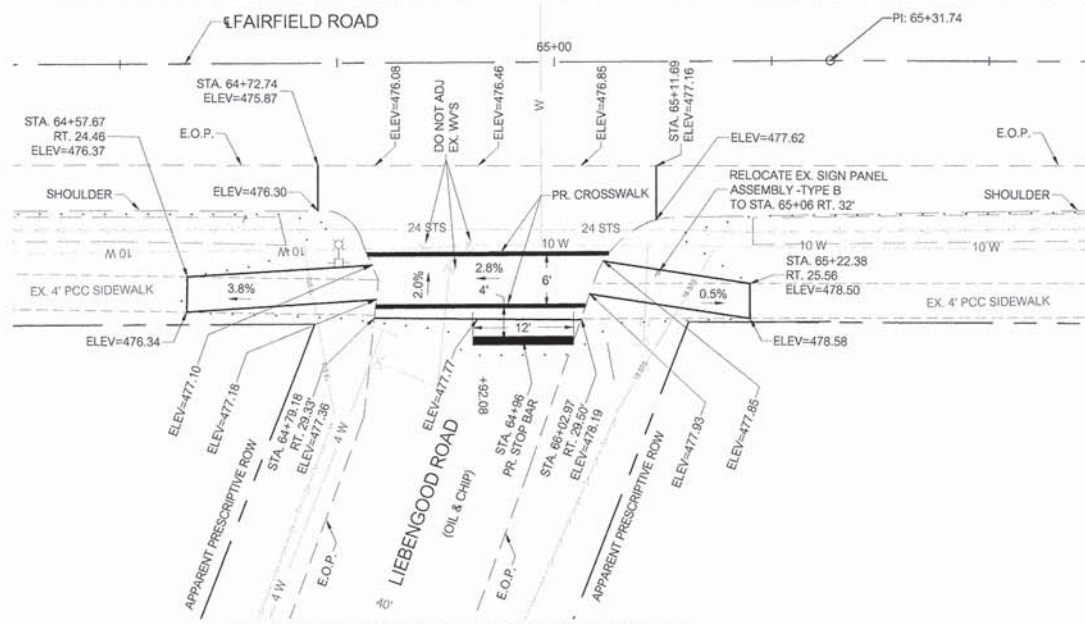 ℄FAIRFIELD ROAD
65+00
PI: 65+31.74
STA. 64+72.74
ELEV=475.87
ELEV=476.08
DO NOT ADJ
EX. WV'S
ELEV=476.46
W
ELEV=476.85
STA. 65+11.69
ELEV=477.16
STA. 64+57.67
RT. 24.46
ELEV=476.37
E.O.P.
ELEV=477.62
E.O.P.
RELOCATE EX. SIGN PANEL
ASSEMBLY -TYPE B
TO STA. 65+06 RT. 32'
SHOULDER
ELEV=476.30
PR. CROSSWALK
SHOULDER
24 STS
24 STS
10 W
10 W
10 W
10 W
10 W
STA. 65+22.38
RT. 25.56
ELEV=478.50
EX. 4' PCC SIDEWALK
3.8%
2.0%
2.8%
4'
6'
0.5%
EX. 4' PCC SIDEWALK
12'
ELEV=476.34
ELEV=478.58
ELEV=477.10
ELEV=477.18
STA. 64+79.18
RT. 29.33'
ELEV=477.36
ELEV=477.77
+92.08
STA. 64+96
PR. STOP BAR
STA. 66+02.97
RT. 29.50'
ELEV=478.19
ELEV=477.93
ELEV=477.85
APPARENT PRESCRIPTIVE ROW
4 W
4 W
E.O.P.
LIEBENGOOD ROAD
(OIL & CHIP)
40'
E.O.P.
APPARENT PRESCRIPTIVE ROW